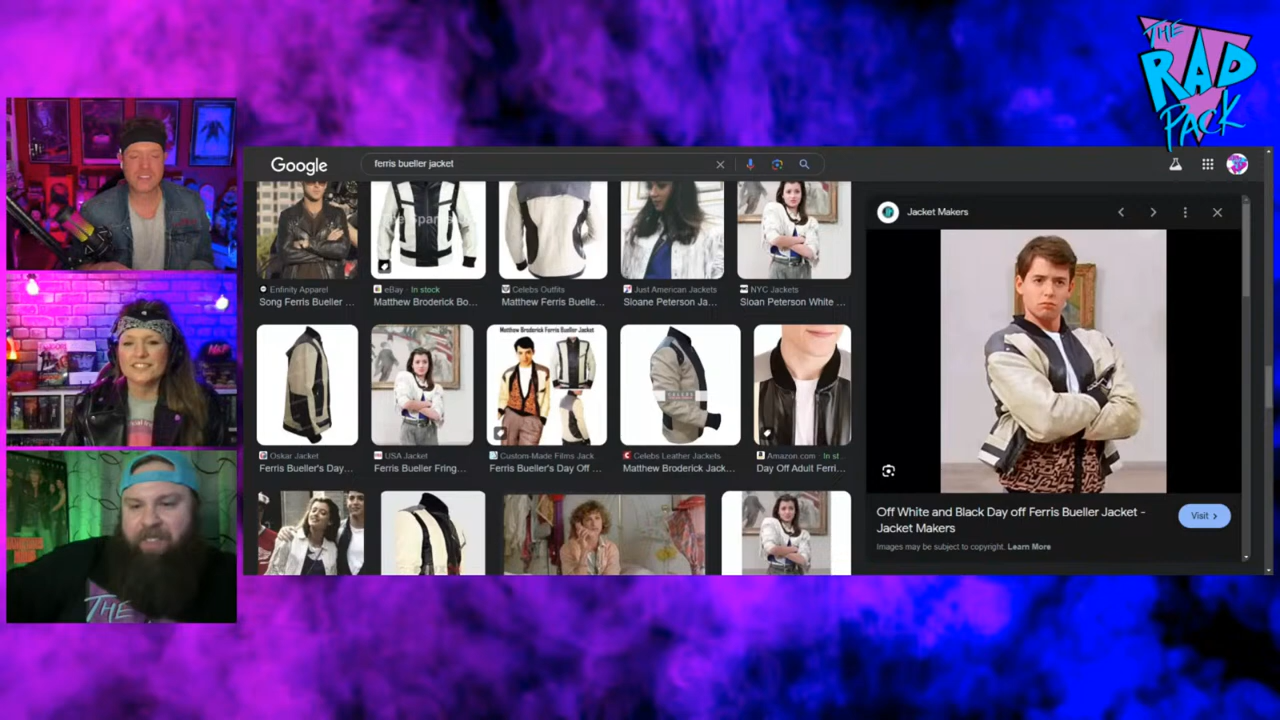 THE
RAD
PACK
Google
ferris bueller jacket
Jacket Makers
Enfinity Apparel
Song Ferris Bueller ...
eBay · In stock
Matthew Broderick Bo...
Celebs Outfits
Matthew Ferris Buelle...
Just American Jackets
Sloane Peterson Ja...
NYC Jackets
Sloan Peterson White ...
Matthew Broderick Ferris Bueller Jacket
Oskar Jacket
Ferris Bueller's Day...
USA Jacket
Ferris Bueller Fring...
Custom-Made Films Jack
Ferris Bueller's Day Off ...
Celebs Leather Jackets
Matthew Broderick Jack...
Amazon.com · In st...
Day Off Adult Ferri...
Off White and Black Day off Ferris Bueller Jacket -
Jacket Makers
Visit >
Images may be subject to copyright. Learn More
THE